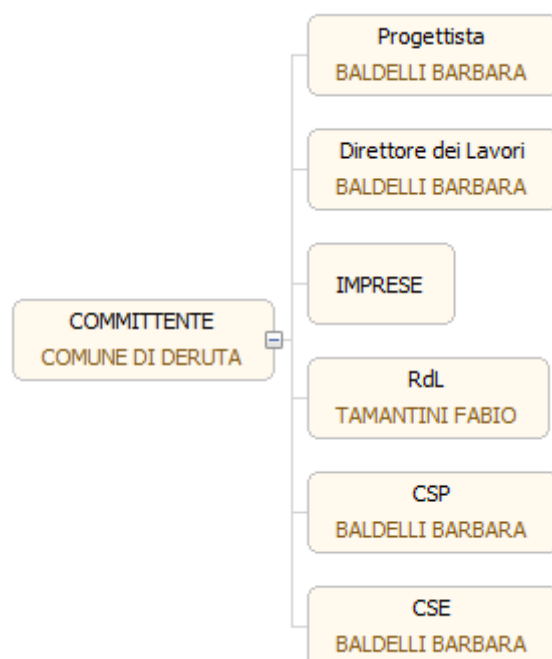 Progettista
BALDELLI BARBARA
Direttore dei Lavori
BALDELLI BARBARA
IMPRESE
COMMITTENTE
COMUNE DI DERUTA
RdL
TAMANTINI FABIO
CSP
BALDELLI BARBARA
CSE
BALDELLI BARBARA